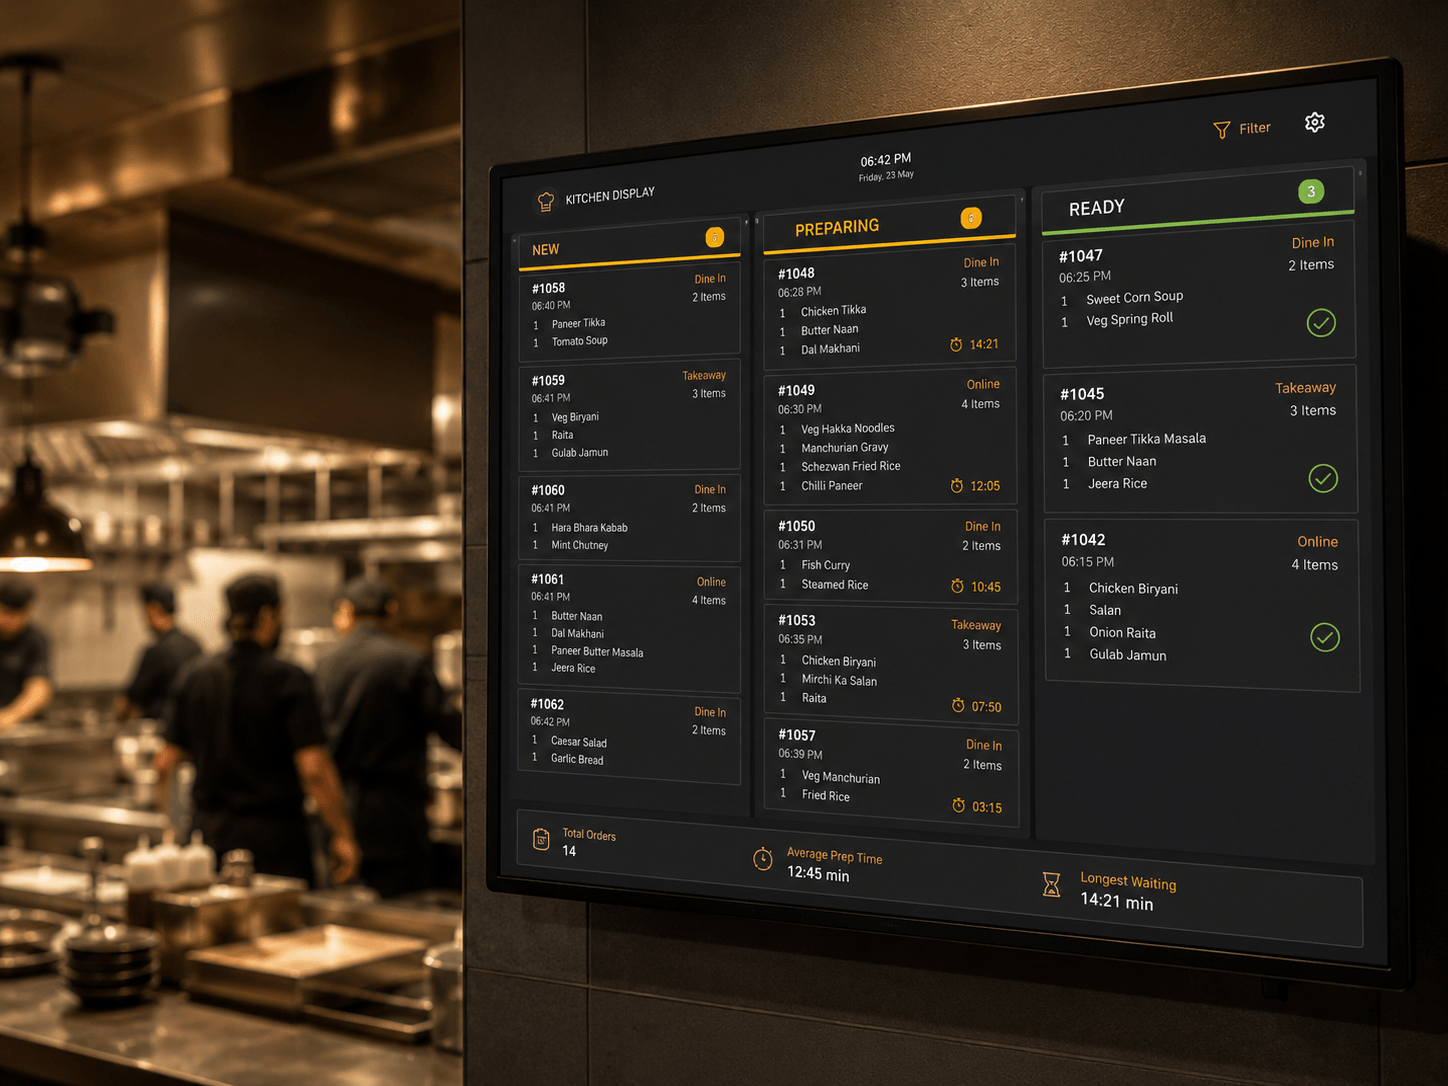 KITCHEN DISPLAY
06:42 PM
Friday, 23 May
Filter
NEW
5
#1058
Dine In
06:40 PM
2 Items
1 Paneer Tikka
1 Tomato Soup
#1059
Takeaway
06:41 PM
3 Items
1 Veg Biryani
1 Raita
1 Gulab Jamun
#1060
Dine In
06:41 PM
2 Items
1 Hara Bhara Kabab
1 Mint Chutney
#1061
Online
06:41 PM
4 Items
1 Butter Naan
1 Dal Makhani
1 Paneer Butter Masala
1 Jeera Rice
#1062
Dine In
06:42 PM
2 Items
1 Caesar Salad
1 Garlic Bread
PREPARING
#1048
Dine In
06:28 PM
3 Items
1 Chicken Tikka
1 Butter Naan
1 Dal Makhani
14:21
#1049
Online
06:30 PM
4 Items
1 Veg Hakka Noodles
1 Manchurian Gravy
1 Schezwan Fried Rice
1 Chilli Paneer
12:05
#1050
Dine In
06:31 PM
2 Items
1 Fish Curry
1 Steamed Rice
10:45
#1053
Takeaway
06:35 PM
3 Items
1 Chicken Biryani
1 Mirchi Ka Salan
1 Raita
07:50
#1057
Dine In
06:39 PM
2 Items
1 Veg Manchurian
1 Fried Rice
03:15
READY
3
#1047
Dine In
06:25 PM
2 Items
1 Sweet Corn Soup
1 Veg Spring Roll
#1045
Takeaway
06:20 PM
3 Items
1 Paneer Tikka Masala
1 Butter Naan
1 Jeera Rice
#1042
Online
06:15 PM
4 Items
1 Chicken Biryani
1 Salan
1 Onion Raita
1 Gulab Jamun
Total Orders
14
Average Prep Time
12:45 min
Longest Waiting
14:21 min